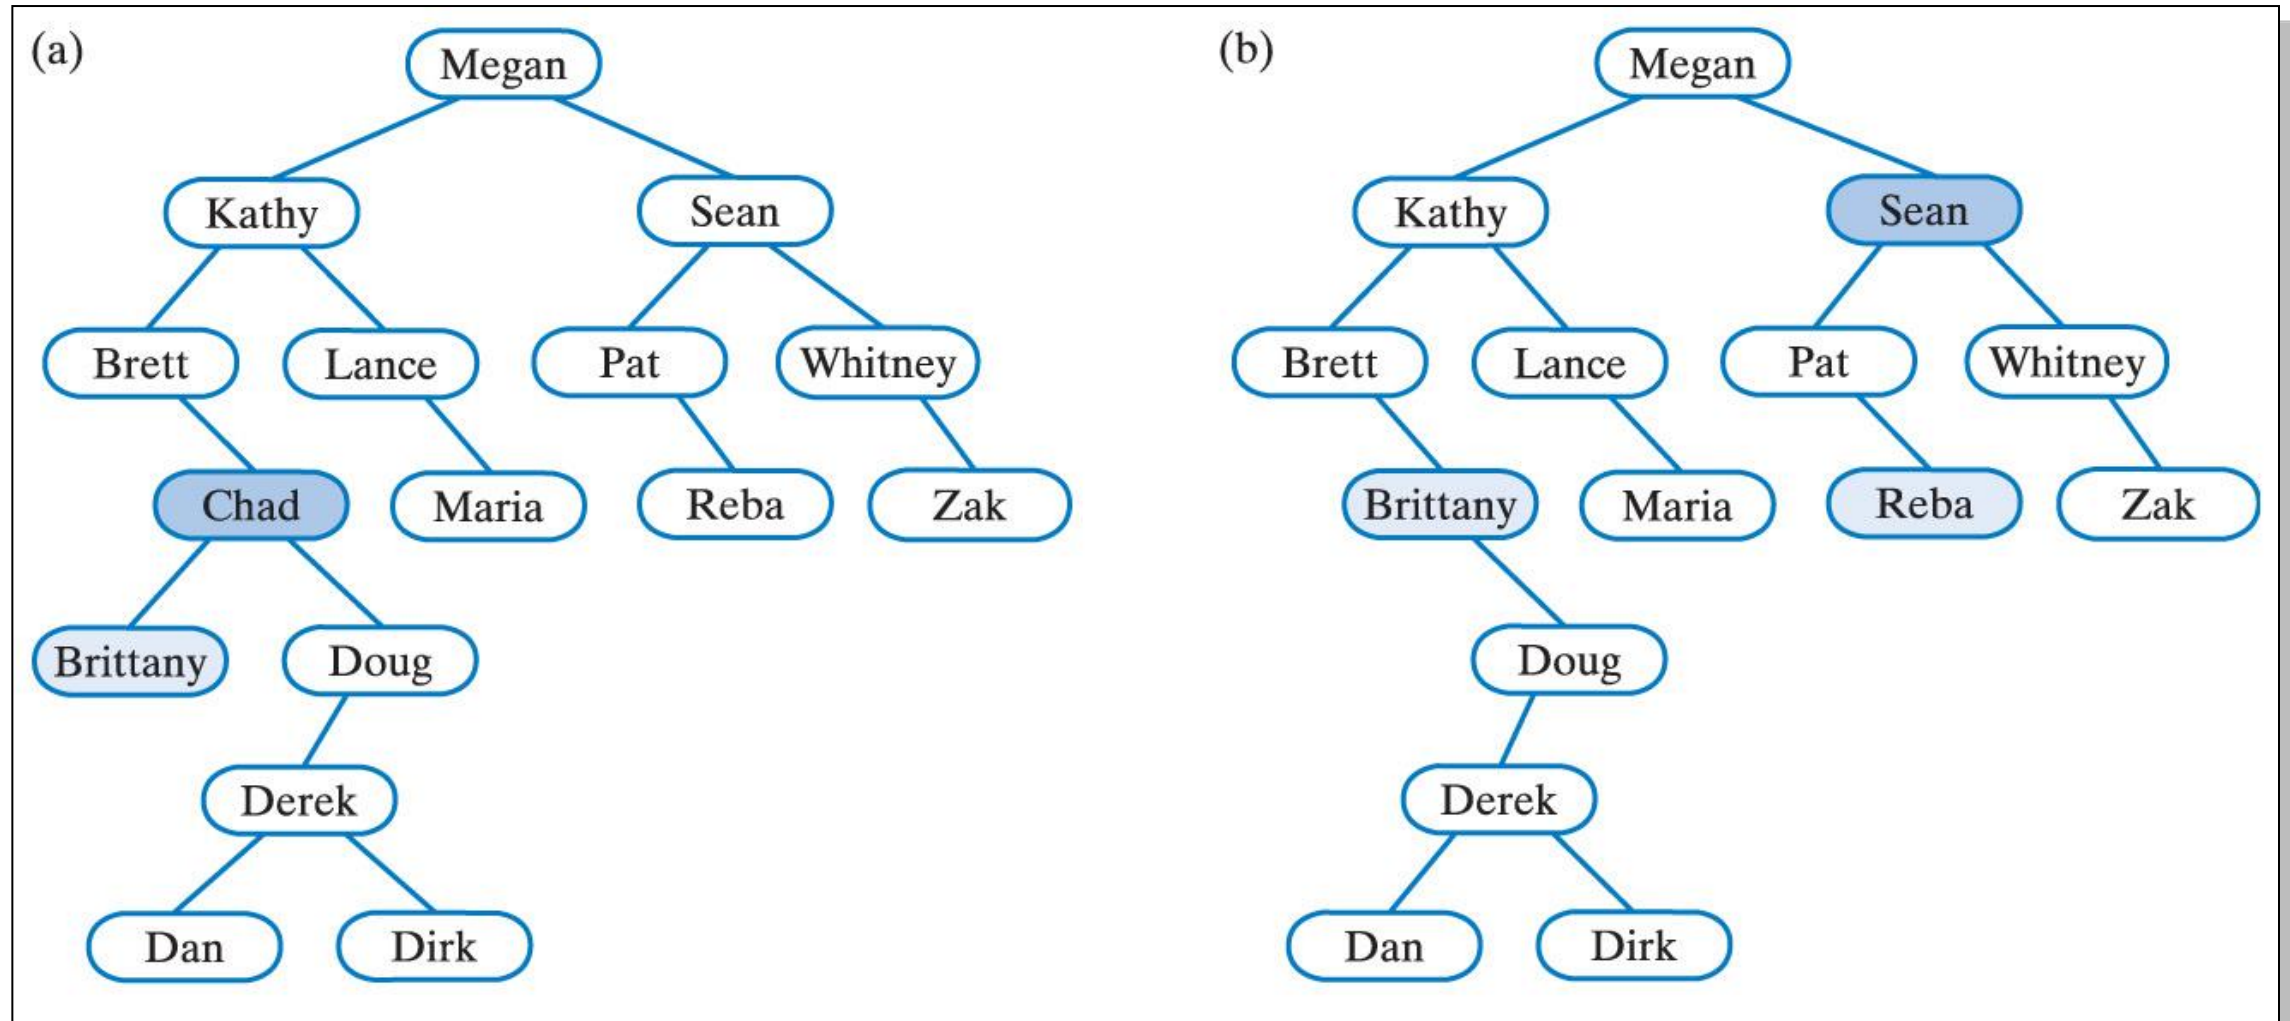 (a)
Megan
Kathy
Sean
Brett
Lance
Pat
Whitney
Chad
Maria
Reba
Zak
Brittany
Doug
Derek
Dan
Dirk
(b)
Megan
Kathy
Sean
Brett
Lance
Pat
Whitney
Brittany
Maria
Reba
Zak
Doug
Derek
Dan
Dirk